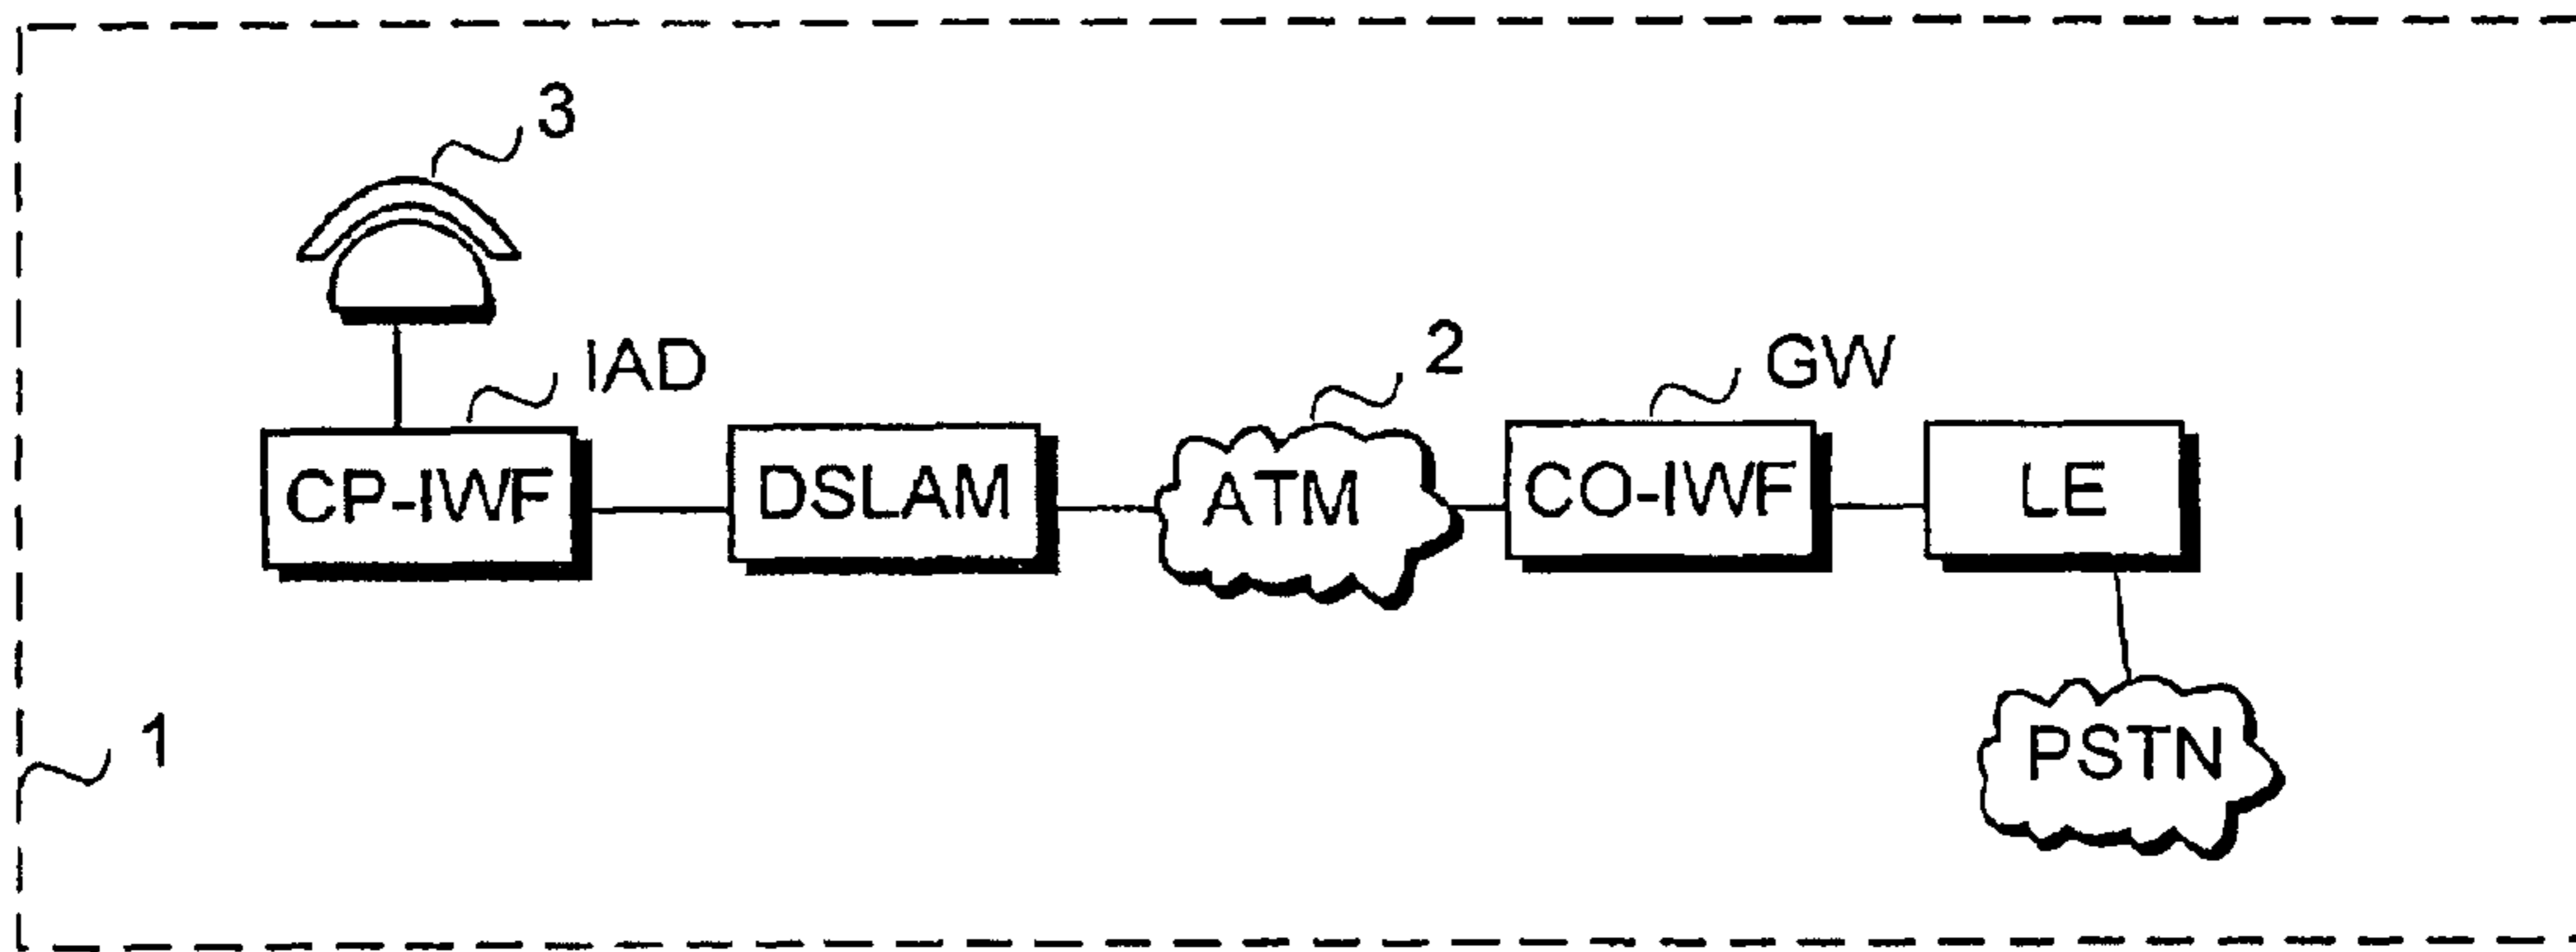 3
IAD
2
GW
CP-IWF
DSLAM
ATM
CO-IWF
LE
1
PSTN